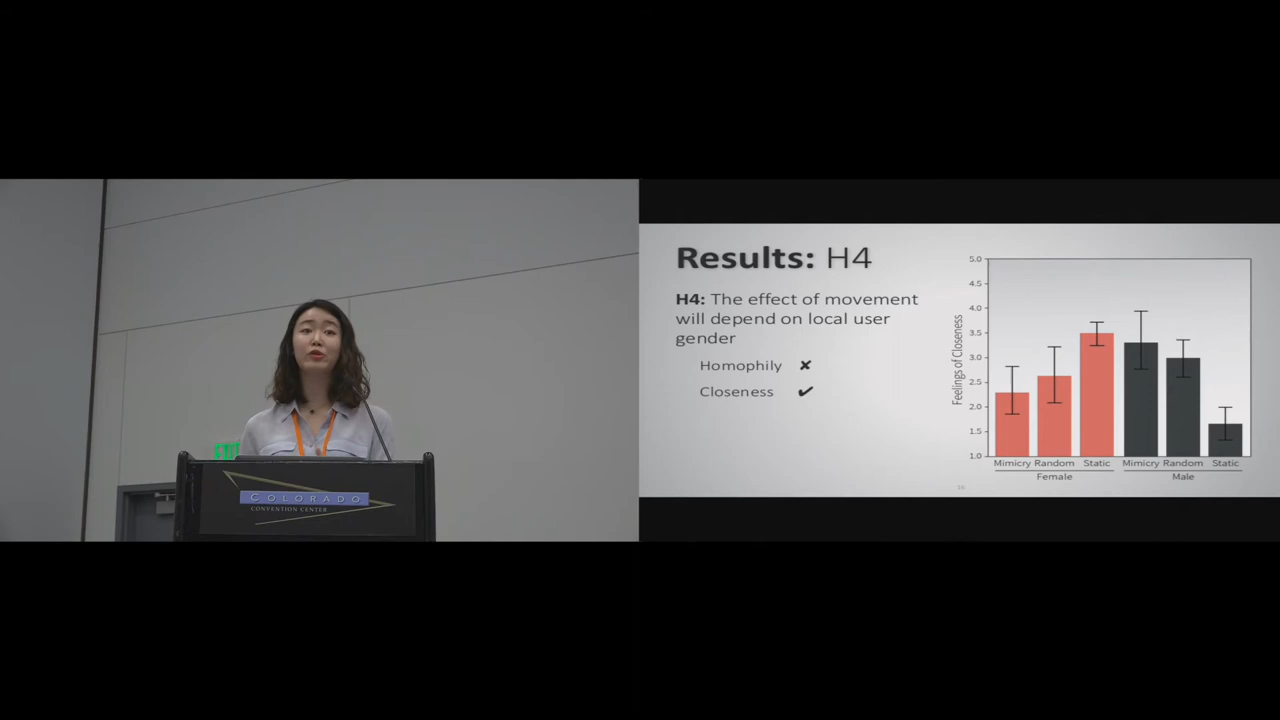 EXIT
COLORADO
CONVENTION CENTER
Results: H4
H4: The effect of movement
will depend on local user
gender
Homophily ✘
Closeness ✔
16
Feelings of Closeness
5.0
4.5
4.0
3.5
3.0
2.5
2.0
1.5
1.0
Mimicry Random Static Mimicry Random Static
Female Male